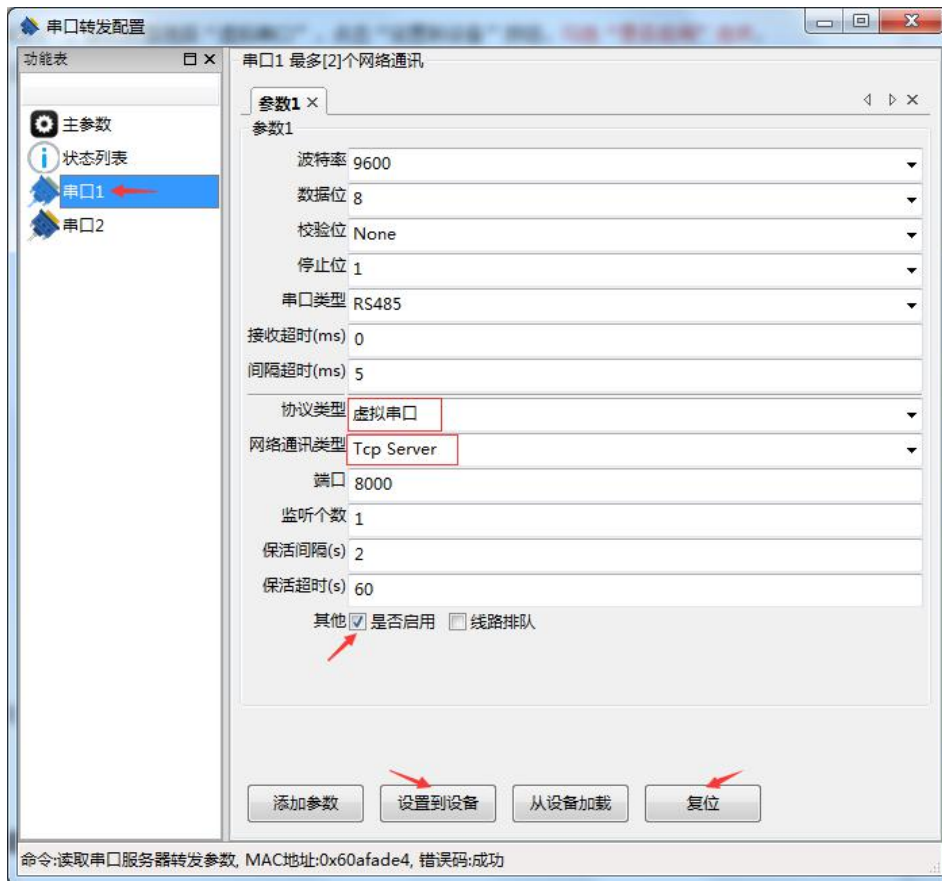 串口转发配置
功能表
串口1 最多[2]个网络通讯
主参数
状态列表
串口1
串口2
参数1
参数1
波特率 9600
数据位 8
校验位 None
停止位 1
串口类型 RS485
接收超时(ms) 0
间隔超时(ms) 5
协议类型 虚拟串口
网络通讯类型 Tcp Server
端口 8000
监听个数 1
保活间隔(s) 2
保活超时(s) 60
其他 是否启用 线路排队
添加参数 设置到设备 从设备加载 复位
命令:读取串口服务器转发参数, MAC地址:0x60afade4, 错误码:成功